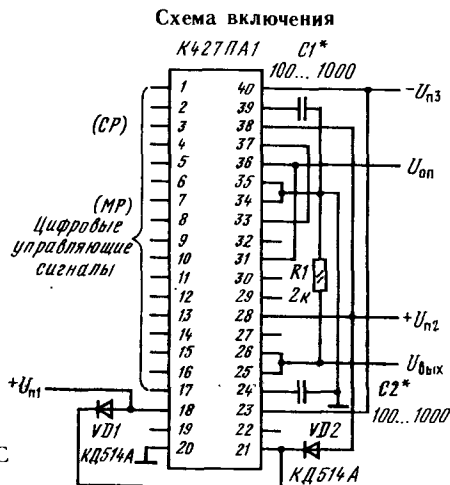 Схема включения
К427ПА1
С1*
100... 1000
1 40
2 39
3 38
4 37
5 36
6 35
7 34
8 33
9 32
10 31
11 30
12 29
13 28
14 27
15 26
16 25
17 24
18 23
19 22
20 21
(СР)
(МР)
Цифровые
управляющие
сигналы
-Uп3
Uоп
R1
2к
+Uп2
Uвых
С2*
100... 1000
+Uп1
VD1
КД514А
VD2
КД514А
С